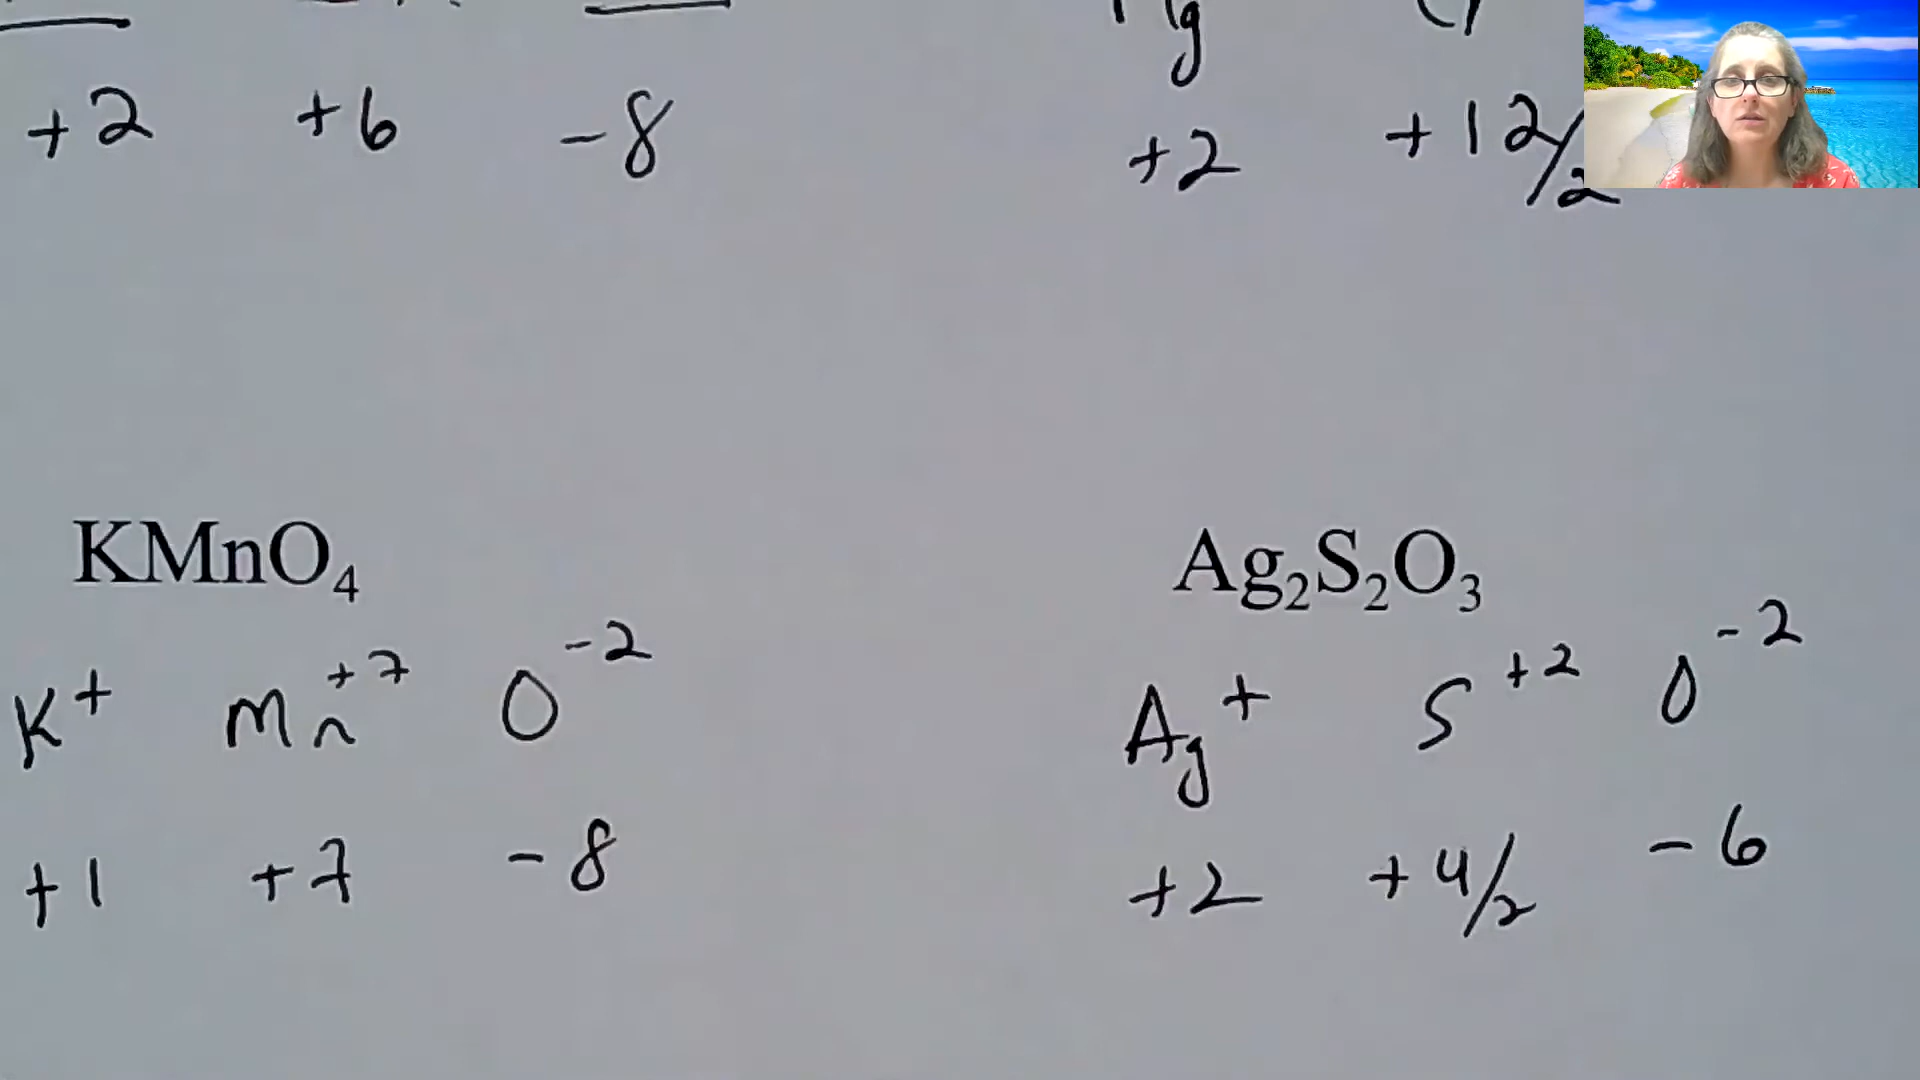 g
+2 +6 -8
+2 +12/2
KMnO₄
Ag₂S₂O₃
K⁺ Mn⁺⁷ O⁻²
Ag⁺ S⁺² O⁻²
+1 +7 -8
+2 +4/2 -6